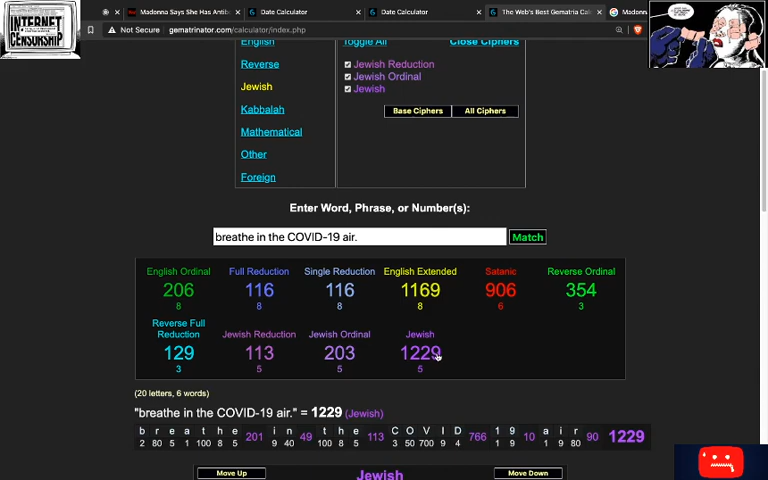 INTERNET
CENSORSHIP
Madonna Says She Has Antib
Date Calculator
Date Calculator
The Web's Best Gematria Calc
Madonn
Not Secure
gematrinator.com/calculator/index.php
English
Reverse
Jewish
Kabbalah
Mathematical
Other
Foreign
Toggle All
Close Ciphers
Jewish Reduction
Jewish Ordinal
Jewish
Base Ciphers
All Ciphers
Enter Word, Phrase, or Number(s):
breathe in the COVID-19 air.
Match
English Ordinal
206
8
Full Reduction
116
8
Single Reduction
116
8
English Extended
1169
8
Satanic
906
6
Reverse Ordinal
354
3
Reverse Full
Reduction
129
3
Jewish Reduction
113
5
Jewish Ordinal
203
5
Jewish
1229
5
(20 letters, 6 words)
"breathe in the COVID-19 air." = 1229 (Jewish)
b r e a t h e i n t h e C O V I D 1 9 a i r
2 80 5 1 100 8 5 201 9 40 49 100 8 5 113 3 50 700 9 4 766 1 9 10 1 9 80 90 1229
Move Up
Jewish
Move Down